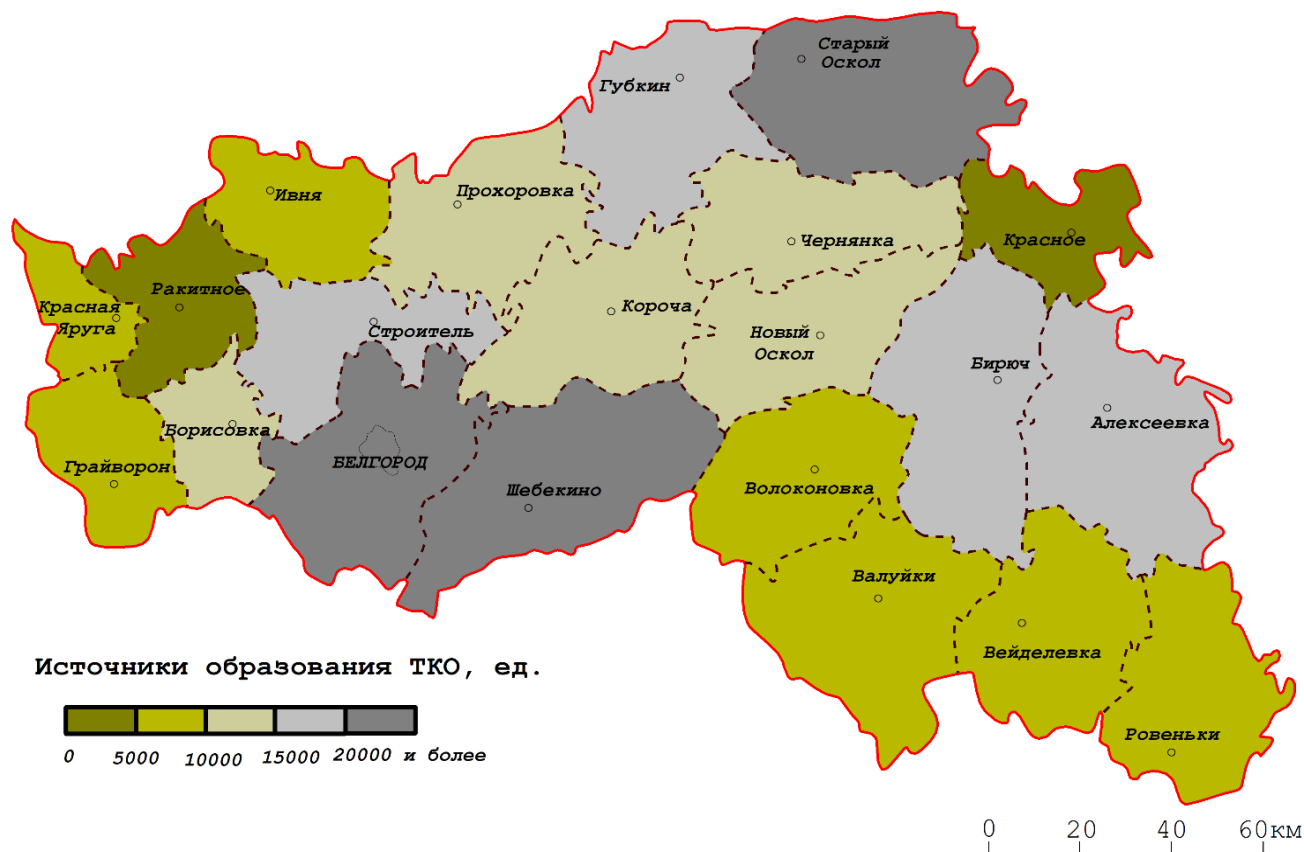 Старый
Оскол
Губкин
Ивня
Прохоровка
Чернянка
Красное
Ракитное
Красная
Яруга
Короча
Строитель
Новый
Оскол
Бирюч
Алексеевка
Борисовка
Грайворон
БЕЛГОРОД
Шебекино
Волоконовка
Валуйки
Вейделевка
Ровеньки
Источники образования ТКО, ед.
0 5000 10000 15000 20000 и более
0 20 40 60км